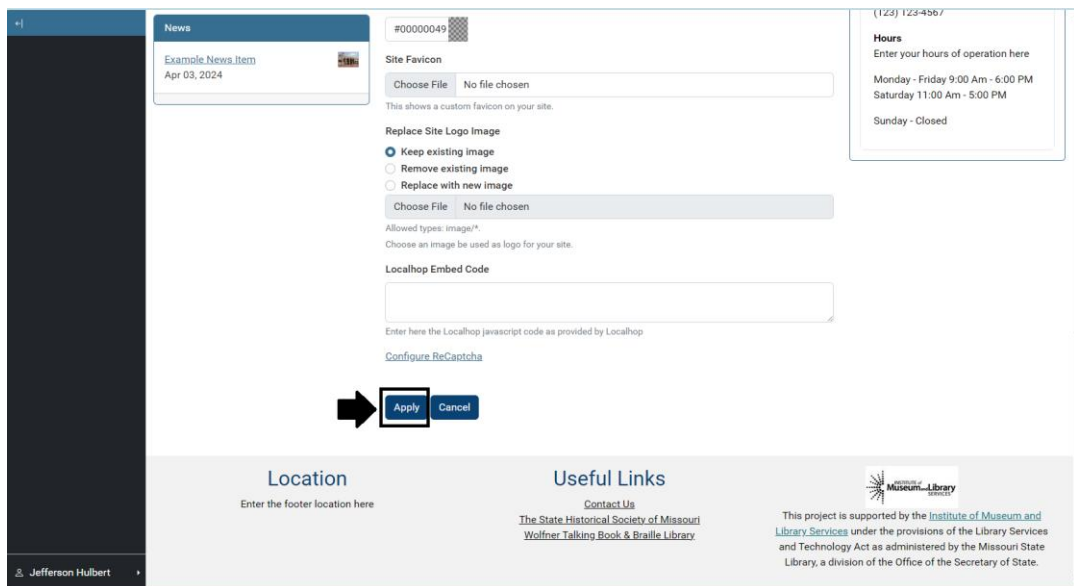 News
Example News Item
Apr 03, 2024
#00000049
Site Favicon
Choose File No file chosen
This shows a custom favicon on your site.
Replace Site Logo Image
Keep existing image
Remove existing image
Replace with new image
Choose File No file chosen
Allowed types: image/*.
Choose an image be used as logo for your site.
Localhop Embed Code
Enter here the Localhop javascript code as provided by Localhop
Configure ReCaptcha
Apply Cancel
(123) 123-4567
Hours
Enter your hours of operation here
Monday - Friday 9:00 Am - 6:00 PM
Saturday 11:00 Am - 5:00 PM
Sunday - Closed
Location
Enter the footer location here
Useful Links
Contact Us
The State Historical Society of Missouri
Wolfner Talking Book & Braille Library
INSTITUTE of
Museum and Library
SERVICES
This project is supported by the Institute of Museum and
Library Services under the provisions of the Library Services
and Technology Act as administered by the Missouri State
Library, a division of the Office of the Secretary of State.
Jefferson Hulbert